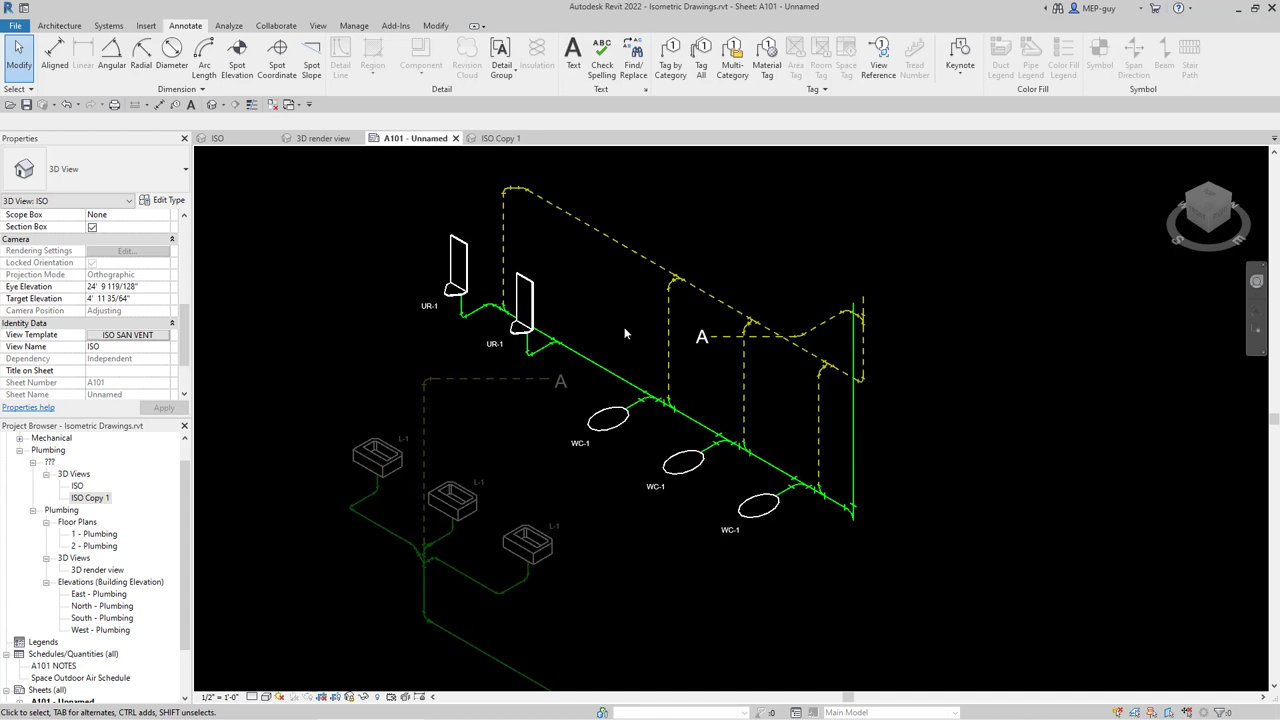 Autodesk Revit 2022 - Isometric Drawings.rvt - Sheet: A101 - Unnamed
MEP-guy
File Architecture Systems Insert Annotate Analyze Collaborate View Manage Add-Ins Modify
Modify Aligned Linear Angular Radial Diameter Arc Length Spot Elevation Spot Coordinate Spot Slope Detail Line Region Component Revision Cloud Detail Group Insulation Text Check Spelling Find/Replace Tag by Category Tag All Multi-Category Material Tag Area Tag Room Tag Space Tag View Reference Tread Number Keynote Duct Legend Pipe Legend Color Fill Legend Symbol Span Direction Beam Stair Path
Select Dimension Detail Text Tag Color Fill Symbol
Properties
ISO
3D render view
A101 - Unnamed
ISO Copy 1
3D View
3D View: ISO
Edit Type
Scope Box None
Section Box
Camera
Rendering Settings Edit...
Locked Orientation
Projection Mode Orthographic
Eye Elevation 24' 9 119/128"
Target Elevation 4' 11 35/64"
Camera Position Adjusting
Identity Data
View Template ISO SAN VENT
View Name ISO
Dependency Independent
Title on Sheet
Sheet Number A101
Sheet Name Unnamed
Properties help
Apply
Project Browser - Isometric Drawings.rvt
Mechanical
Plumbing
???
3D Views
ISO
ISO Copy 1
Plumbing
Floor Plans
1 - Plumbing
2 - Plumbing
3D Views
3D render view
Elevations (Building Elevation)
East - Plumbing
North - Plumbing
South - Plumbing
West - Plumbing
Legends
Schedules/Quantities (all)
A101 NOTES
Space Outdoor Air Schedule
Sheets (all)
A101 - Unnamed
UR-1
UR-1
A
A
WC-1
L-1
WC-1
L-1
WC-1
L-1
1/2" = 1'-0"
Click to select, TAB for alternates, CTRL adds, SHIFT unselects.
:0
Main Model
:0